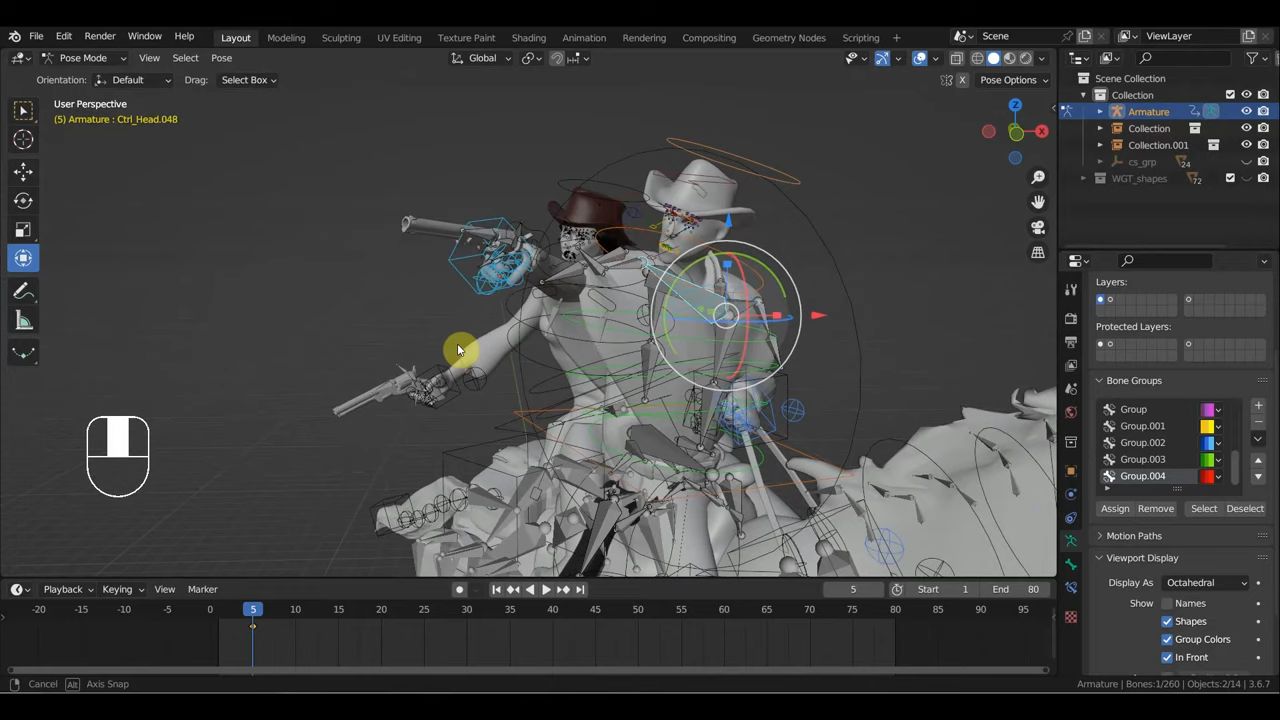 File Edit Render Window Help Layout Modeling Sculpting UV Editing Texture Paint Shading Animation Rendering Compositing Geometry Nodes Scripting + Scene ViewLayer
Pose Mode View Select Pose Global
Orientation: Default Drag: Select Box X Pose Options
User Perspective
(5) Armature : Ctrl_Head.048
Z
X
Scene Collection
Collection
Armature
Collection
Collection.001
cs_grp 24
WGT_shapes 72
Layers:
Protected Layers:
Bone Groups
Group
Group.001
Group.002
Group.003
Group.004
Assign Remove Select Deselect
Motion Paths
Viewport Display
Display As Octahedral
Show Names
Shapes
Group Colors
In Front
Playback Keying View Marker 5 Start 1 End 80
-20 -15 -10 -5 0 5 10 15 20 25 30 35 40 45 50 55 60 65 70 75 80 85 90 95
Cancel Alt Axis Snap Armature | Bones:1/260 | Objects:2/14 | 3.6.7